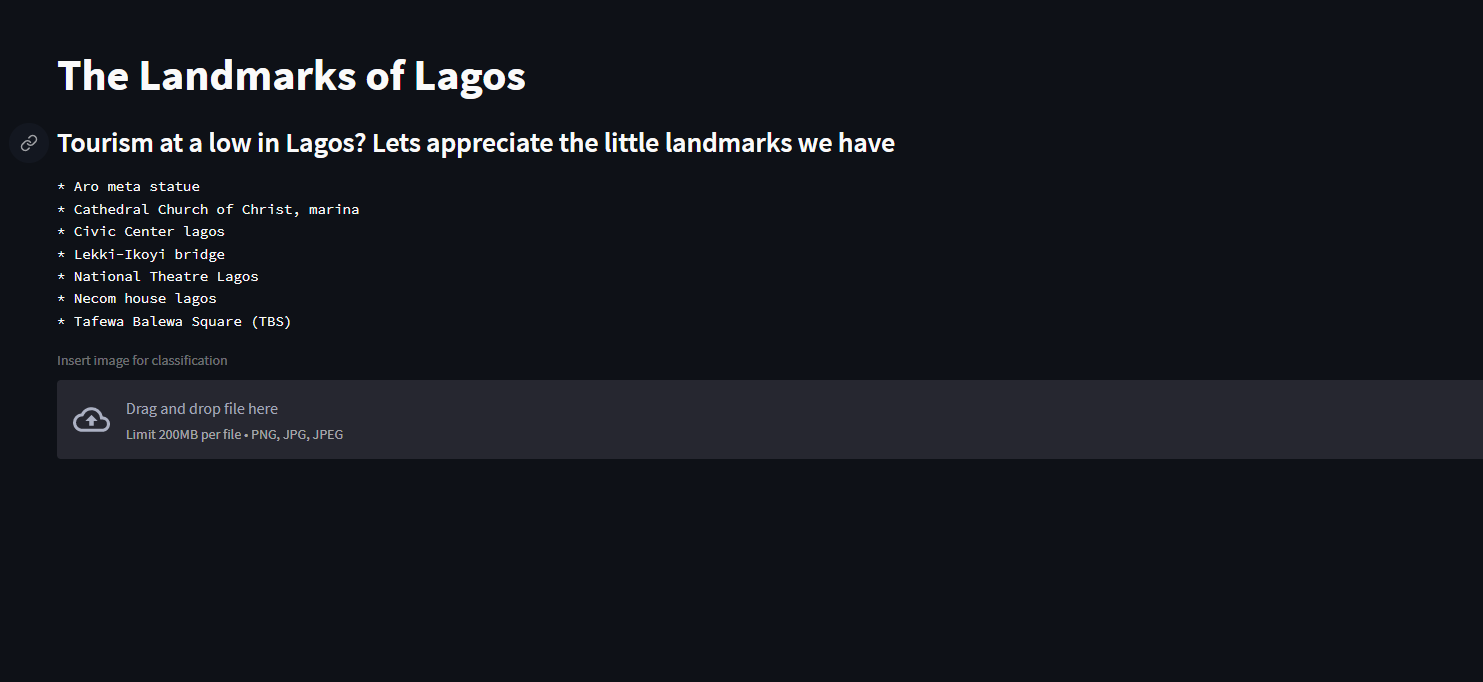 The Landmarks of Lagos
Tourism at a low in Lagos? Lets appreciate the little landmarks we have
* Aro meta statue
* Cathedral Church of Christ, marina
* Civic Center lagos
* Lekki-Ikoyi bridge
* National Theatre Lagos
* Necom house lagos
* Tafewa Balewa Square (TBS)
Insert image for classification
Drag and drop file here
Limit 200MB per file • PNG, JPG, JPEG